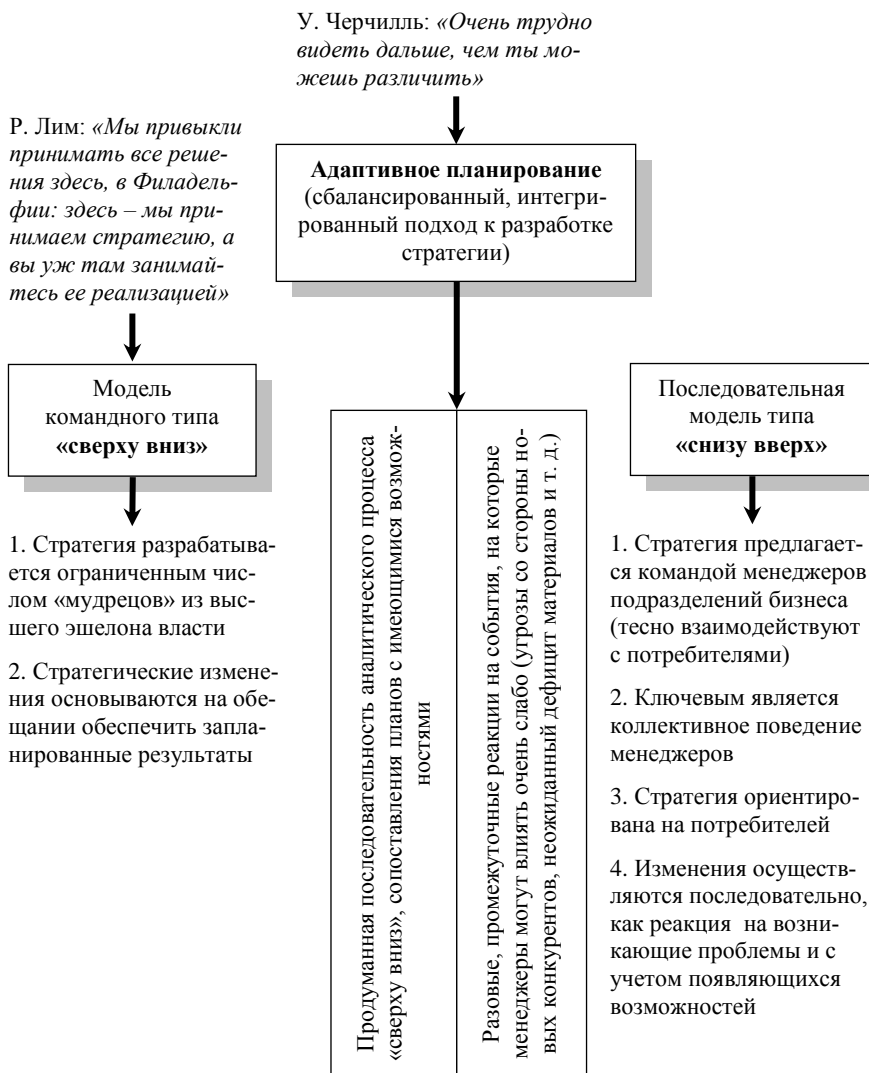 У. Черчилль: «Очень трудно
видеть дальше, чем ты мо-
жешь различить»
Р. Лим: «Мы привыкли
принимать все реше-
ния здесь, в Филадель-
фии: здесь – мы при-
нимаем стратегию, а
вы уж там занимай-
тесь ее реализацией»
Адаптивное планирование
(сбалансированный, интегри-
рованный подход к разработке
стратегии)
Модель
командного типа
«сверху вниз»
1. Стратегия разрабатыва-
ется ограниченным чис-
лом «мудрецов» из выс-
шего эшелона власти
2. Стратегические измене-
ния основываются на обе-
щании обеспечить запла-
нированные результаты
Продуманная последовательность аналитического процесса
«сверху вниз», сопоставления планов с имеющимися возмож-
ностями
Разовые, промежуточные реакции на события, на которые
менеджеры могут влиять очень слабо (угрозы со стороны но-
вых конкурентов, неожиданный дефицит материалов и т. д.)
Последовательная
модель типа
«снизу вверх»
1. Стратегия предлагает-
ся командой менеджеров
подразделений бизнеса
(тесно взаимодействуют
с потребителями)
2. Ключевым является
коллективное поведение
менеджеров
3. Стратегия ориентиро-
вана на потребителей
4. Изменения осуществ-
ляются последовательно,
как реакция на возни-
кающие проблемы и с
учетом появляющихся
возможностей